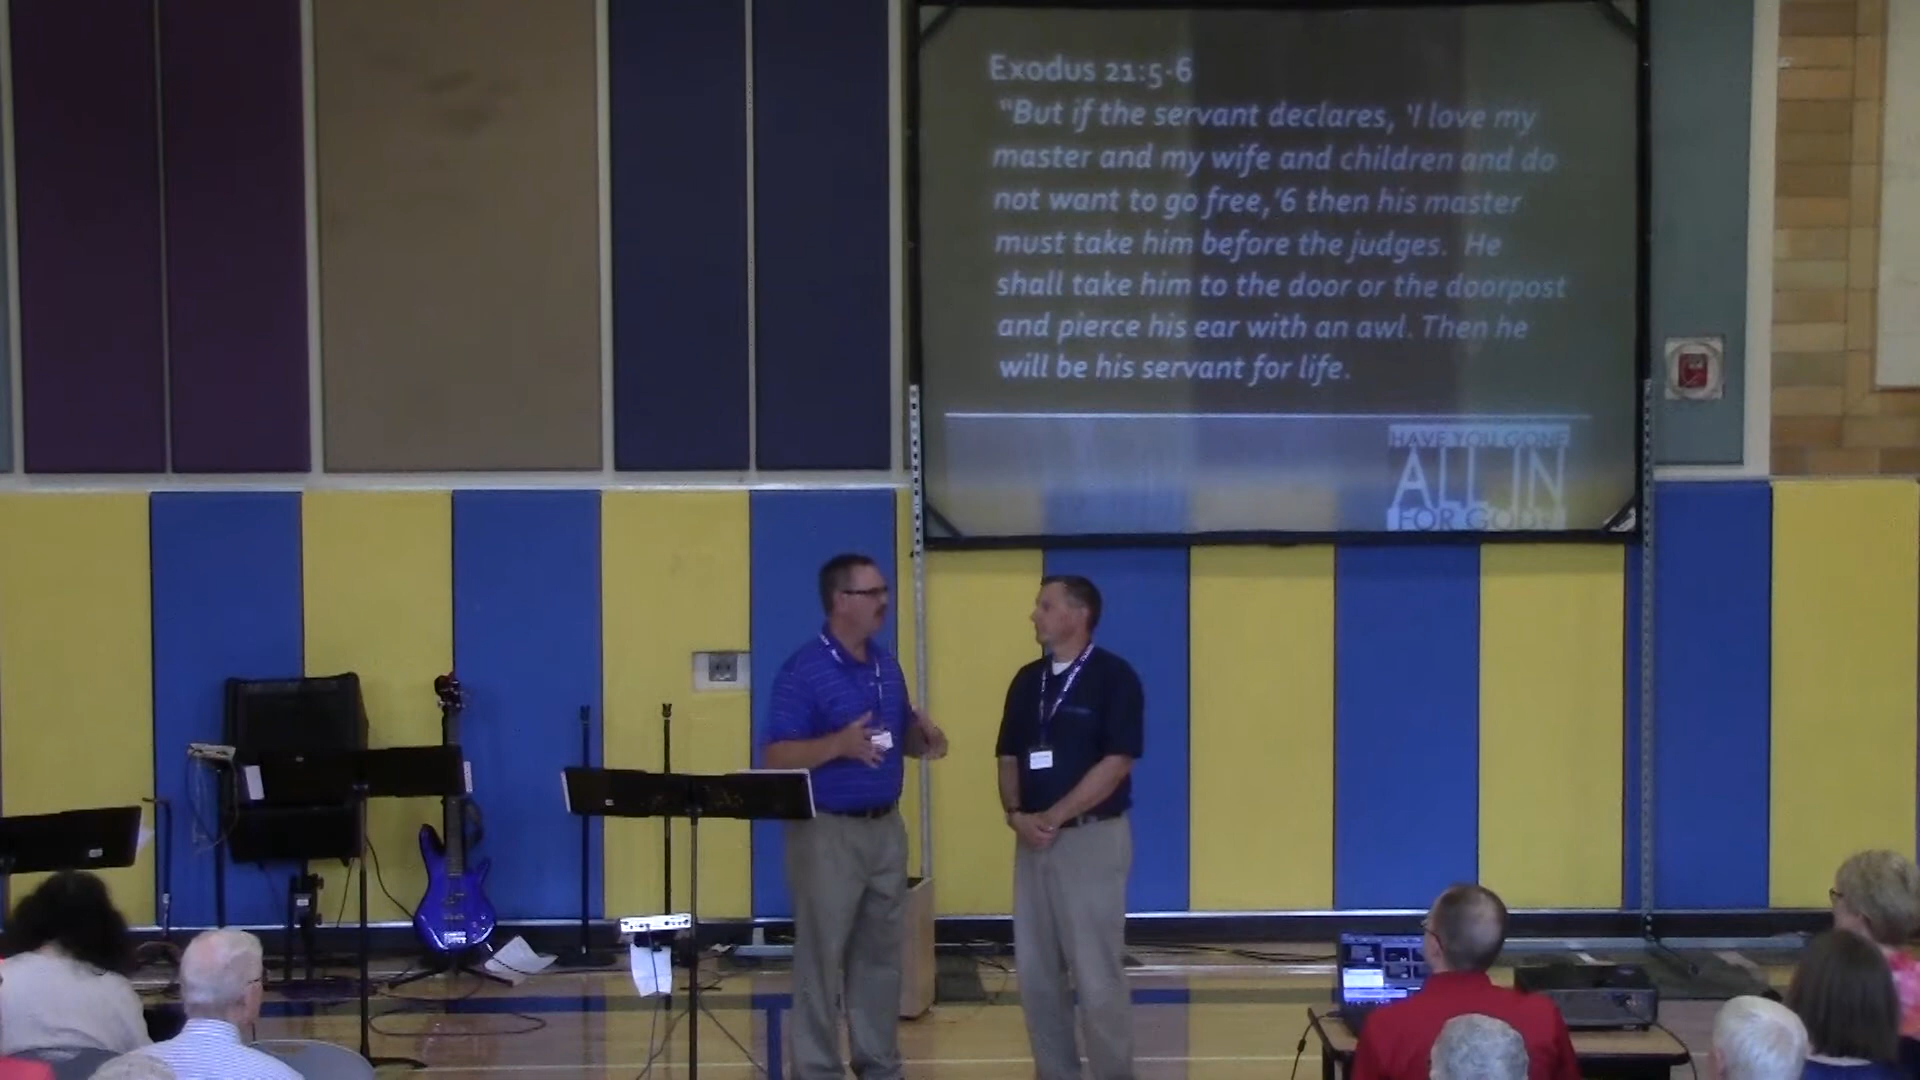 Exodus 21:5-6
"But if the servant declares, 'I love my
master and my wife and children and do
not want to go free,'6 then his master
must take him before the judges. He
shall take him to the door or the doorpost
and pierce his ear with an awl. Then he
will be his servant for life.
HAVE YOU GONE
ALL IN
FOR GOD?